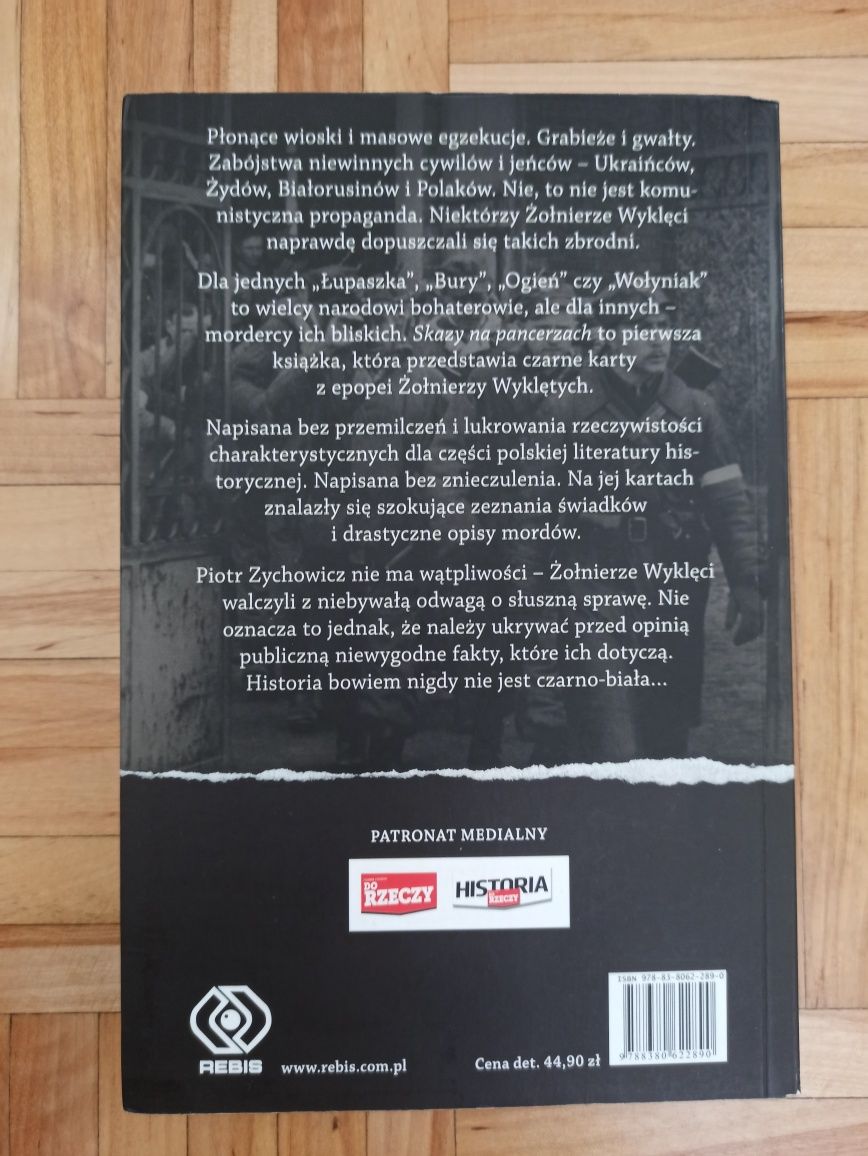 Płonące wioski i masowe egzekucje. Grabieże i gwałty.
Zabójstwa niewinnych cywilów i jeńców – Ukraińców,
Żydów, Białorusinów i Polaków. Nie, to nie jest komu-
nistyczna propaganda. Niektórzy Żołnierze Wyklęci
naprawdę dopuszczali się takich zbrodni.
Dla jednych „Łupaszka”, „Bury”, „Ogień” czy „Wołyniak”
to wielcy narodowi bohaterowie, ale dla innych –
mordercy ich bliskich. Skazy na pancerzach to pierwsza
książka, która przedstawia czarne karty
z epopei Żołnierzy Wyklętych.
Napisana bez przemilczeń i lukrowania rzeczywistości
charakterystycznych dla części polskiej literatury his-
torycznej. Napisana bez znieczulenia. Na jej kartach
znalazły się szokujące zeznania świadków
i drastyczne opisy mordów.
Piotr Zychowicz nie ma wątpliwości – Żołnierze Wyklęci
walczyli z niebywałą odwagą o słuszną sprawę. Nie
oznacza to jednak, że należy ukrywać przed opinią
publiczną niewygodne fakty, które ich dotyczą.
Historia bowiem nigdy nie jest czarno-biała...
PATRONAT MEDIALNY
DO
RZECZY
HISTORIA
DO
RZECZY
ISBN 978-83-8062-289-0
9788380622890
REBIS
www.rebis.com.pl
Cena det. 44,90 zł